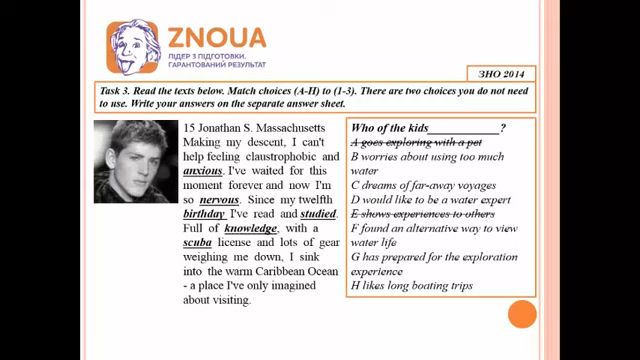 ZNOUA
ЛІДЕР З ПІДГОТОВКИ.
ГАРАНТОВАНИЙ РЕЗУЛЬТАТ
ЗНО 2014
Task 3. Read the texts below. Match choices (A-H) to (1-3). There are two choices you do not need
to use. Write your answers on the separate answer sheet.
15 Jonathan S. Massachusetts
Making my descent, I can't
help feeling claustrophobic and
anxious. I've waited for this
moment forever and now I'm
so nervous. Since my twelfth
birthday I've read and studied.
Full of knowledge, with a
scuba license and lots of gear
weighing me down, I sink
into the warm Caribbean Ocean
- a place I've only imagined
about visiting.
Who of the kids____________?
A goes exploring with a pet
B worries about using too much
water
C dreams of far-away voyages
D would like to be a water expert
E shows experiences to others
F found an alternative way to view
water life
G has prepared for the exploration
experience
H likes long boating trips